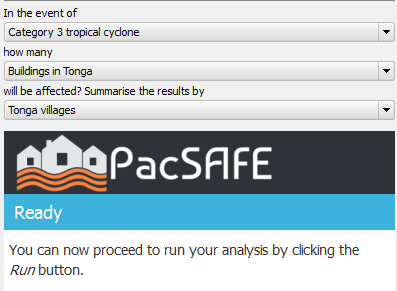 In the event of
Category 3 tropical cyclone
how many
Buildings in Tonga
will be affected? Summarise the results by
Tonga villages
PacSAFE
Ready
You can now proceed to run your analysis by clicking the
Run button.